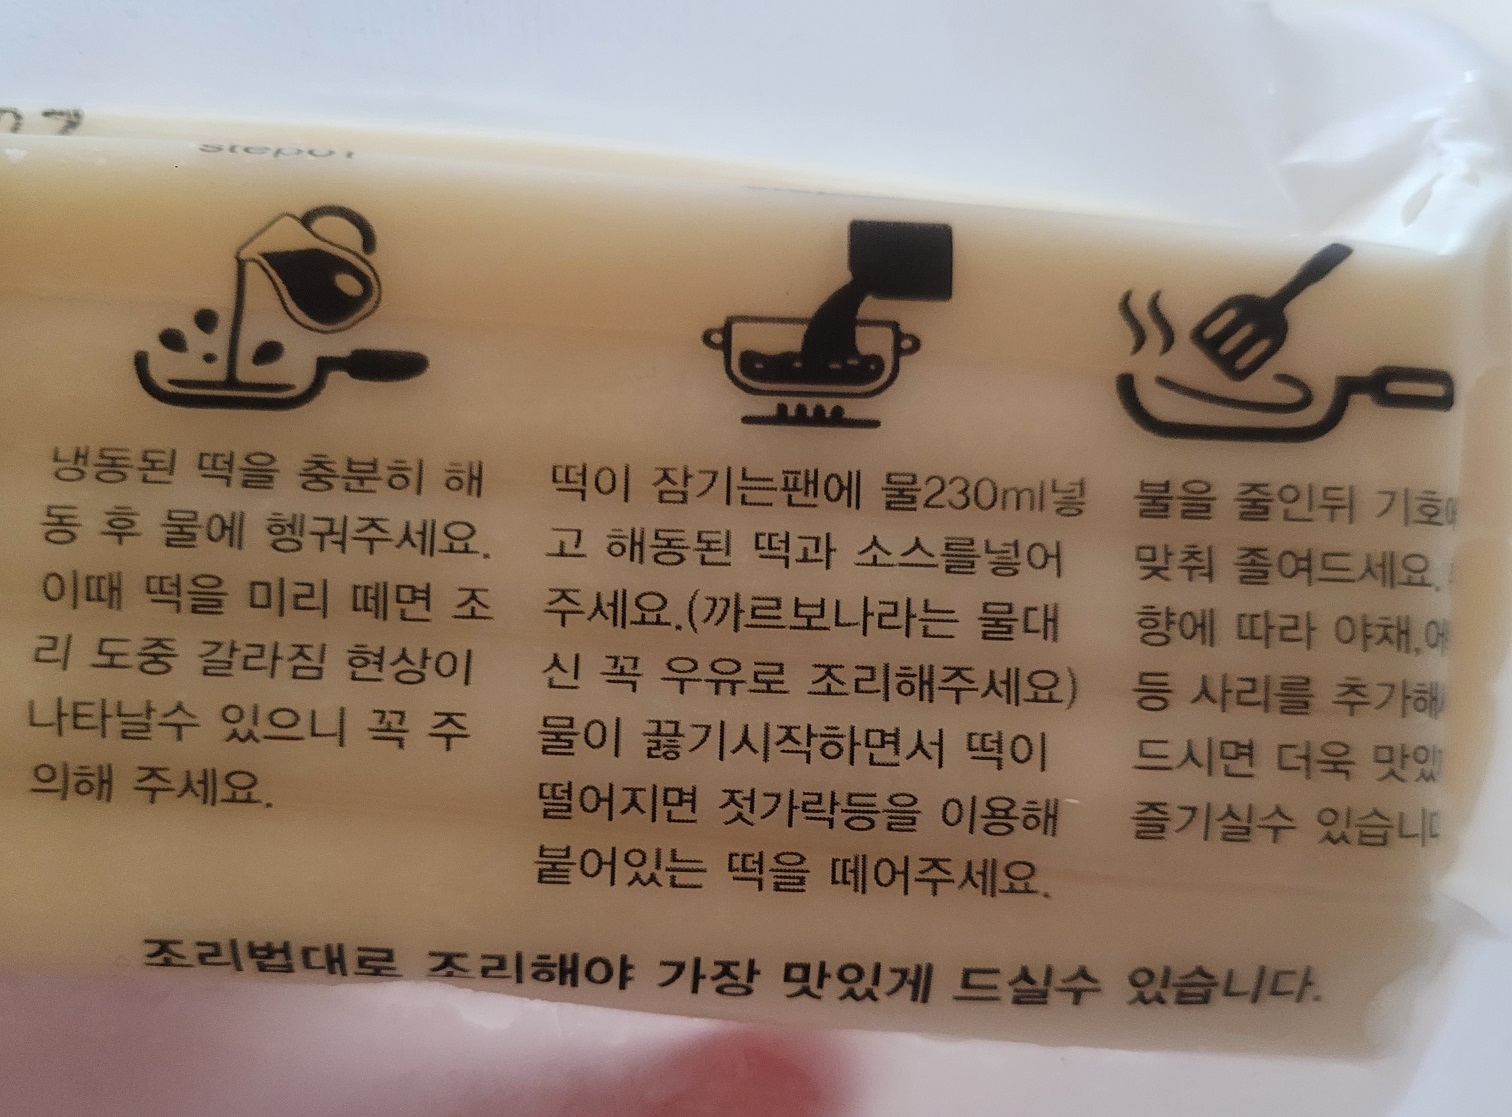 step01
냉동된 떡을 충분히 해
동 후 물에 헹궈주세요.
이때 떡을 미리 떼면 조
리 도중 갈라짐 현상이
나타날수 있으니 꼭 주
의해 주세요.
떡이 잠기는팬에 물230ml넣
고 해동된 떡과 소스를넣어
주세요.(까르보나라는 물대
신 꼭 우유로 조리해주세요)
물이 끓기시작하면서 떡이
떨어지면 젓가락등을 이용해
붙어있는 떡을 떼어주세요.
불을 줄인뒤 기호에
맞춰 졸여드세요.
향에 따라 야채,
등 사리를 추가해
드시면 더욱 맛있
즐기실수 있습니다
조리법대로 조리해야 가장 맛있게 드실수 있습니다.